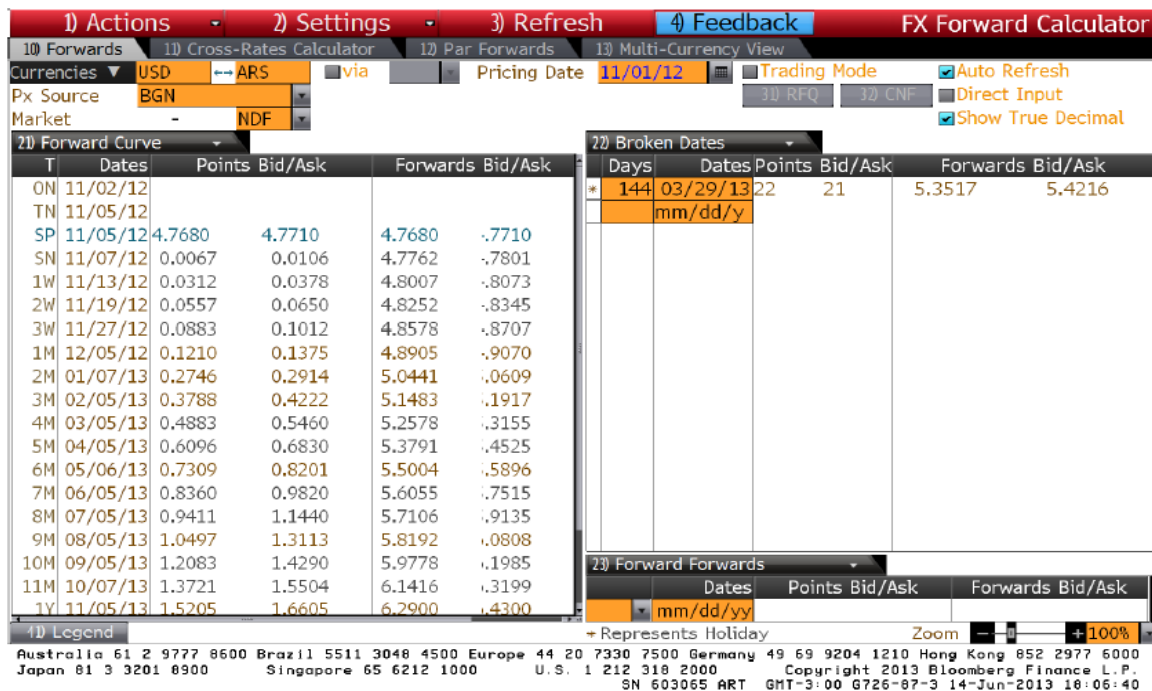 1) Actions 2) Settings 3) Refresh 4) Feedback FX Forward Calculator
10) Forwards 11) Cross-Rates Calculator 12) Par Forwards 13) Multi-Currency View
Currencies ▼ USD ↔ ARS via Pricing Date 11/01/12 Trading Mode Auto Refresh
Px Source BGN 31) RFQ 32) CNF Direct Input
Market - NDF Show True Decimal
21) Forward Curve
T Dates Points Bid/Ask Forwards Bid/Ask
ON 11/02/12
TN 11/05/12
SP 11/05/12 4.7680 4.7710 4.7680 .7710
SN 11/07/12 0.0067 0.0106 4.7762 .7801
1W 11/13/12 0.0312 0.0378 4.8007 .8073
2W 11/19/12 0.0557 0.0650 4.8252 .8345
3W 11/27/12 0.0883 0.1012 4.8578 .8707
1M 12/05/12 0.1210 0.1375 4.8905 .9070
2M 01/07/13 0.2746 0.2914 5.0441 .0609
3M 02/05/13 0.3788 0.4222 5.1483 .1917
4M 03/05/13 0.4883 0.5460 5.2578 .3155
5M 04/05/13 0.6096 0.6830 5.3791 .4525
6M 05/06/13 0.7309 0.8201 5.5004 .5896
7M 06/05/13 0.8360 0.9820 5.6055 .7515
8M 07/05/13 0.9411 1.1440 5.7106 .9135
9M 08/05/13 1.0497 1.3113 5.8192 .0808
10M 09/05/13 1.2083 1.4290 5.9778 .1985
11M 10/07/13 1.3721 1.5504 6.1416 .3199
1Y 11/05/13 1.5205 1.6605 6.2900 .4300
22) Broken Dates
Days Dates Points Bid/Ask Forwards Bid/Ask
* 144 03/29/13 22 21 5.3517 5.4216
mm/dd/y
23) Forward Forwards
Dates Points Bid/Ask Forwards Bid/Ask
mm/dd/yy
41) Legend * Represents Holiday Zoom - + 100%
Australia 61 2 9777 8600 Brazil 5511 3048 4500 Europe 44 20 7330 7500 Germany 49 69 9204 1210 Hong Kong 852 2977 6000
Japan 81 3 3201 8900 Singapore 65 6212 1000 U.S. 1 212 318 2000 Copyright 2013 Bloomberg Finance L.P.
SN 603065 ART GMT-3:00 G726-87-3 14-Jun-2013 18:06:40